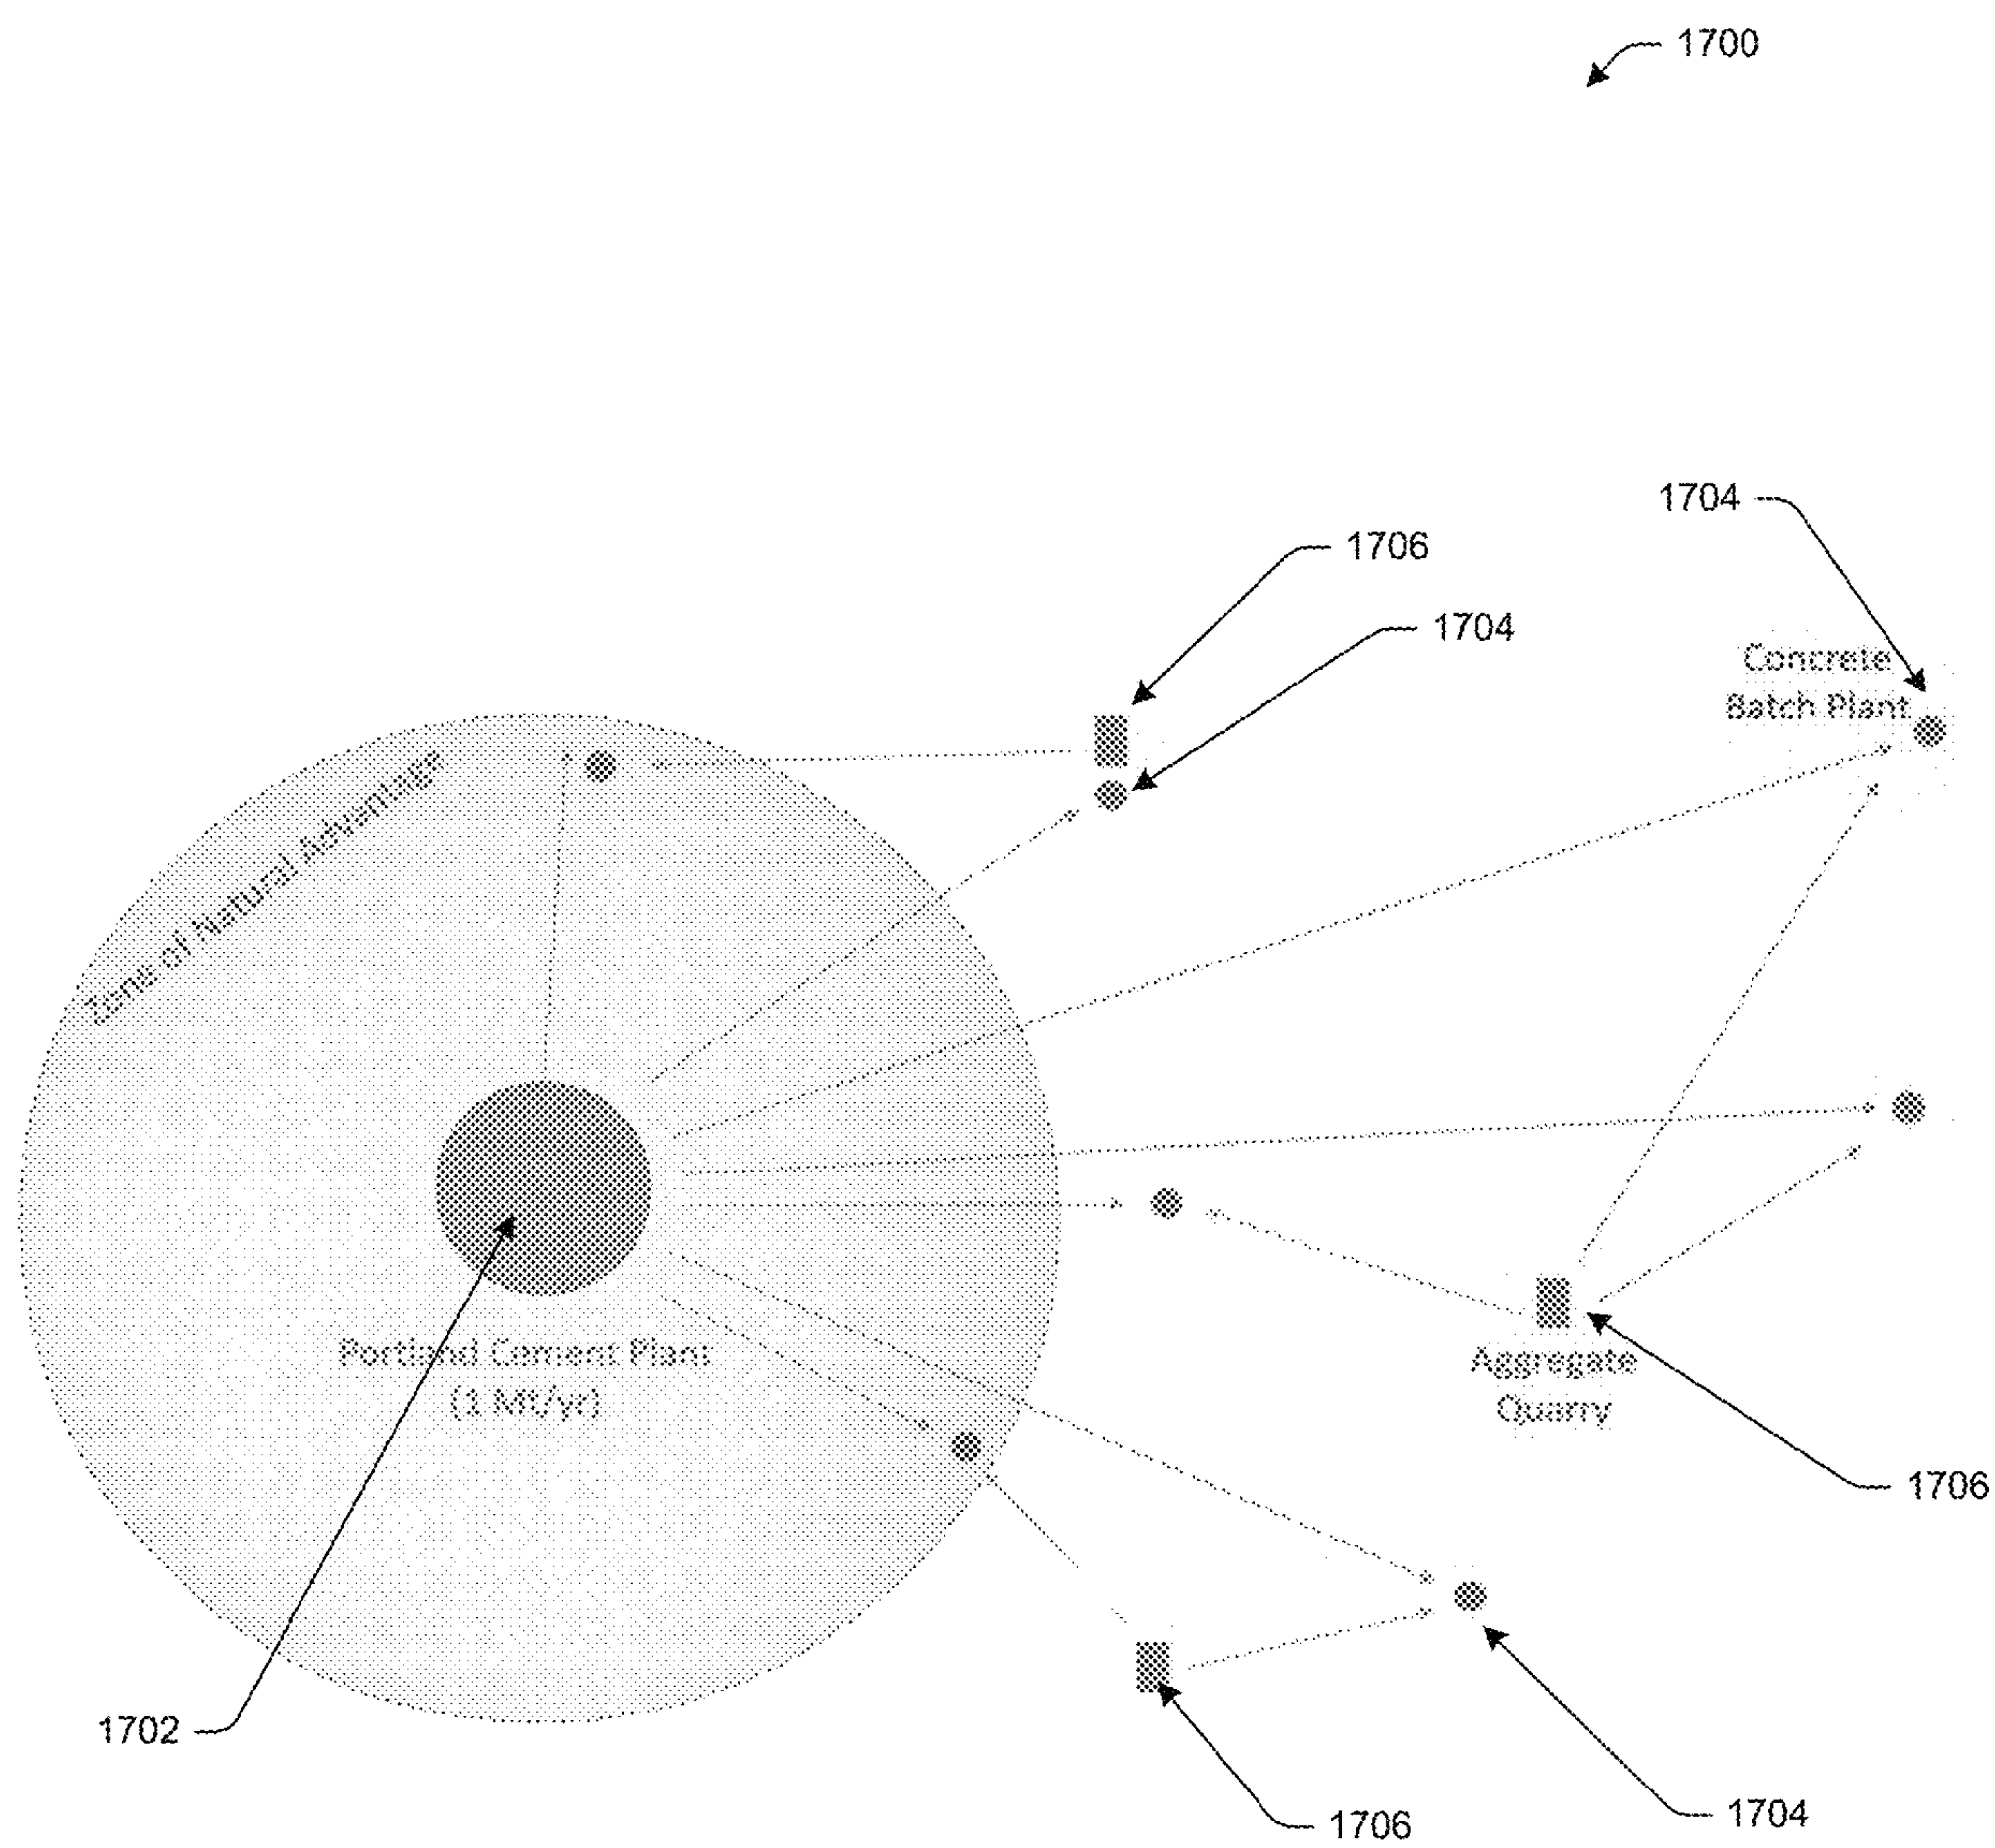 1700
1704
1706
1704
Concrete
Batch Plant
Zone of Natural Advantage
Portland Cement Plant
(1 Mt/yr)
Aggregate
Quarry
1706
1702
1704
1706